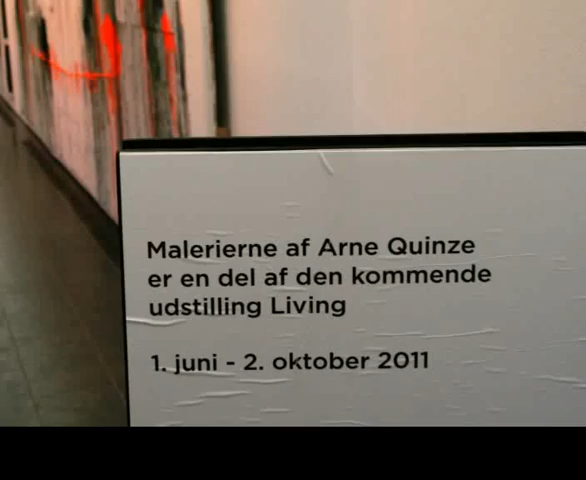 Malerierne af Arne Quinze
er en del af den kommende
udstilling Living
1. juni - 2. oktober 2011